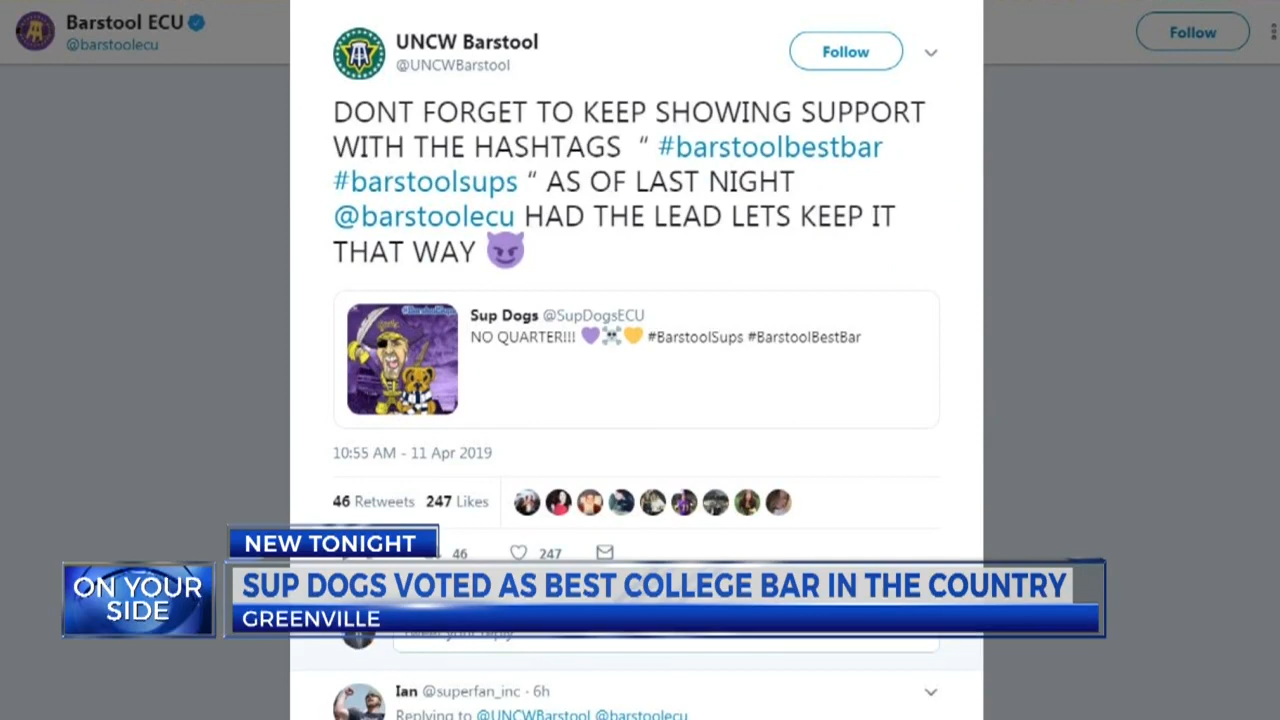 Barstool ECU
@barstoolecu
Follow
UNCW Barstool
@UNCWBarstool
Follow
DONT FORGET TO KEEP SHOWING SUPPORT
WITH THE HASHTAGS “ #barstoolbestbar
#barstoolsups “ AS OF LAST NIGHT
@barstoolecu HAD THE LEAD LETS KEEP IT
THAT WAY 😈
Sup Dogs @SupDogsECU
NO QUARTER!!! 💜☠️💛 #BarstoolSups #BarstoolBestBar
10:55 AM - 11 Apr 2019
46 Retweets 247 Likes
46 247
NEW TONIGHT
ON YOUR
SIDE
SUP DOGS VOTED AS BEST COLLEGE BAR IN THE COUNTRY
GREENVILLE
Ian @superfan_inc · 6h
Replying to @UNCWBarstool @barstoolecu